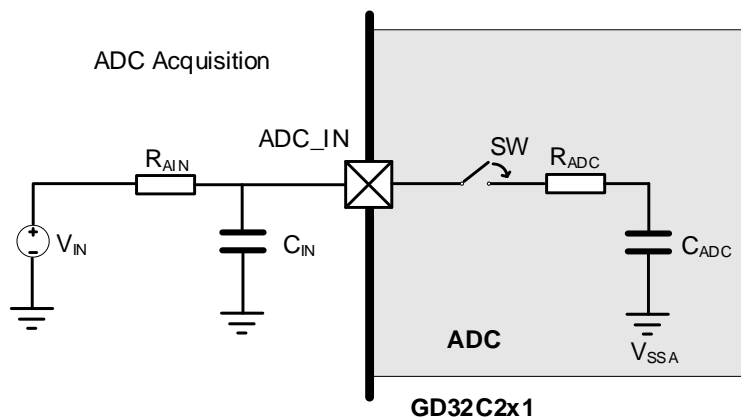 ADC Acquisition
ADC_IN
SW
RAIN
RADC
VIN
CIN
CADC
ADC
VSSA
GD32C2x1